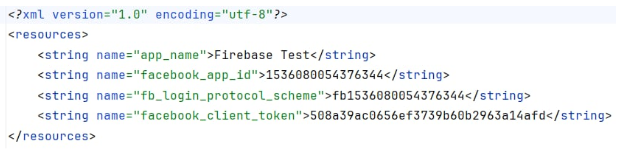 <?xml version="1.0" encoding="utf-8"?>
<resources>
<string name="app_name">Firebase Test</string>
<string name="facebook_app_id">1536080054376344</string>
<string name="fb_login_protocol_scheme">fb1536080054376344</string>
<string name="facebook_client_token">508a39ac0656ef3739b60b2963a14afd</string>
</resources>